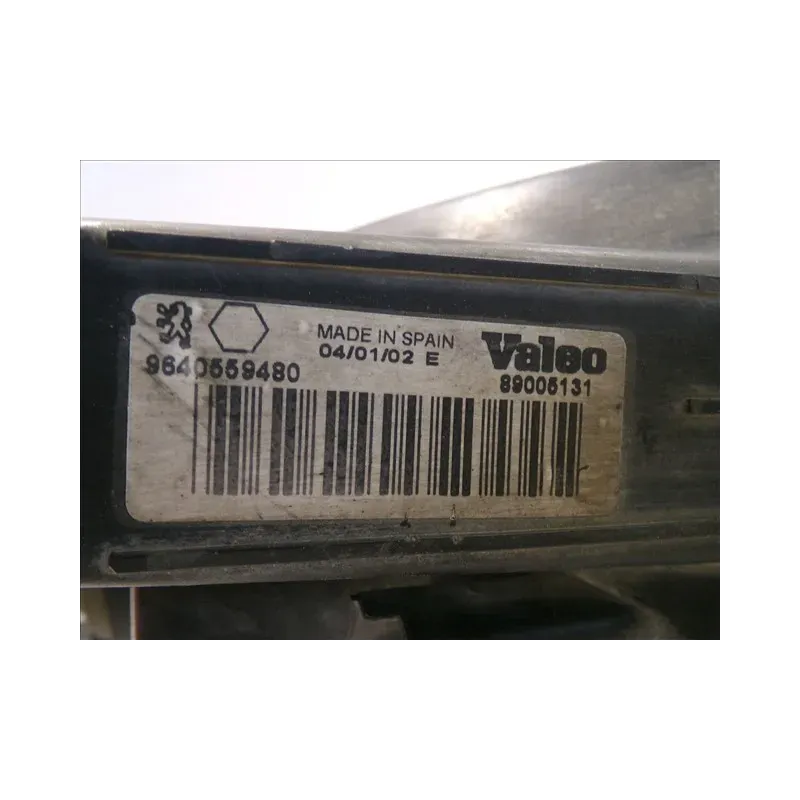 MADE IN SPAIN
04/01/02 E
Valeo
9640559480
89005131